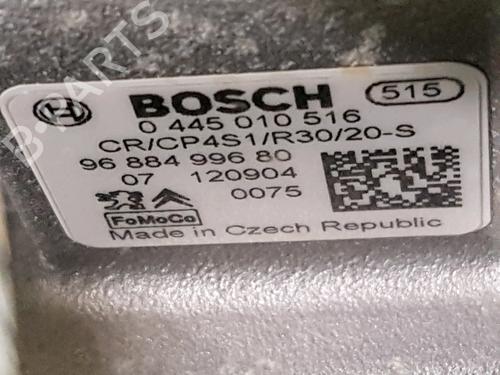 BOSCH 515
0 445 010 516
CR/CP4S1/R30/20-S
96 884 996 80
07 120904
0075
FoMoCo
Made in Czech Republic
B-PARTS